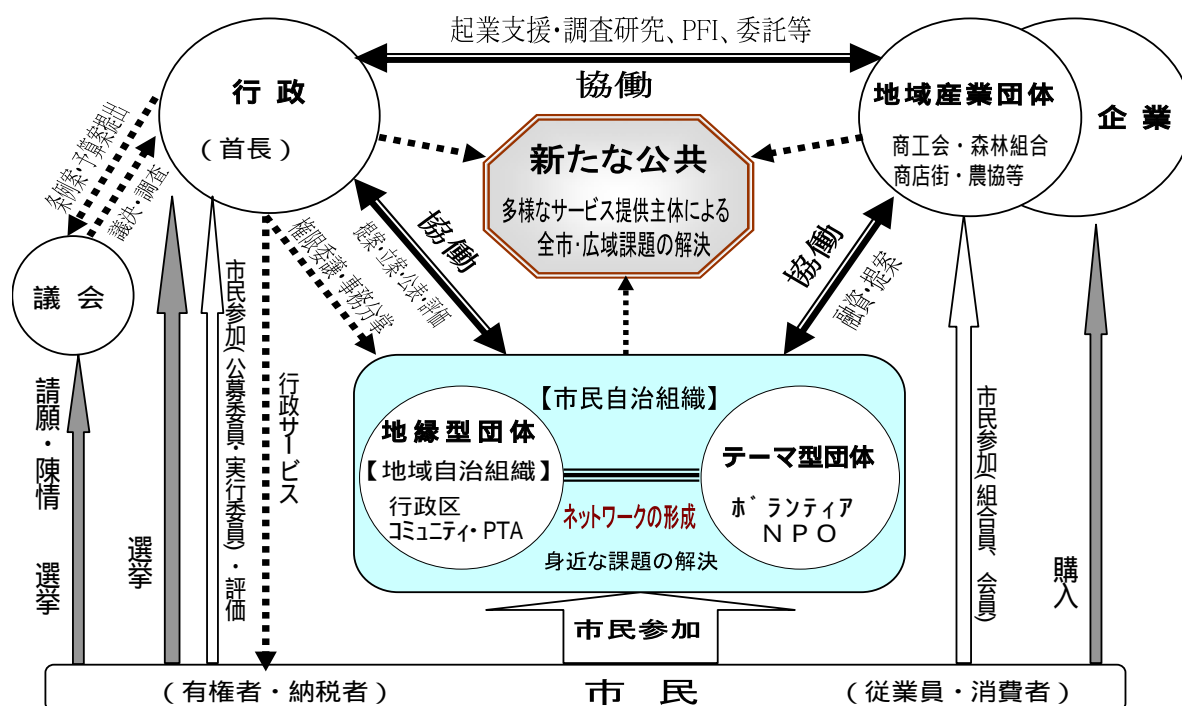 起業支援・調査研究、PFI、委託等
協働
行政
(首長)
地域産業団体
商工会・森林組合
商店街・農協等
企業
新たな公共
多様なサービス提供主体による
全市・広域課題の解決
条例案・予算案提出
議決・調査
議会
権限委譲・事務分掌
提案・立案・公表・評価
協働
協働
融資・提案
【市民自治組織】
地縁型団体
【地域自治組織】
行政区
コミュニティ・PTA
テーマ型団体
ボランティア
NPO
ネットワークの形成
身近な課題の解決
請願・陳情 選挙
選挙
市民参加(公募委員・実行委員)・評価
行政サービス
市民参加(組合員、会員)
購入
市民参加
(有権者・納税者)
市民
(従業員・消費者)